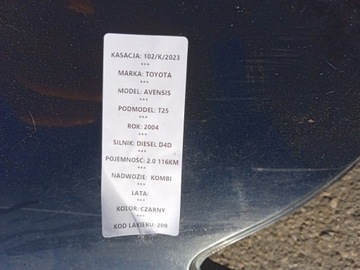 KASACJA: 102/K/2023
***
MARKA: TOYOTA
***
MODEL: AVENSIS
***
PODMODEL: T25
***
ROK: 2004
***
SILNIK: DIESEL D4D
***
POJEMNOŚĆ: 2.0 116KM
***
NADWOZIE: KOMBI
***
LATA:
***
KOLOR: CZARNY
***
KOD LAKIERU: 209